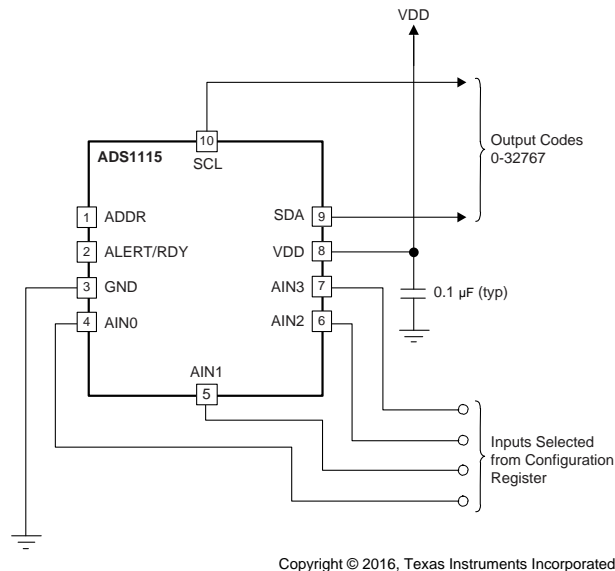 VDD
10
ADS1115
SCL
Output Codes
0-32767
1 ADDR
SDA 9
2 ALERT/RDY
VDD 8
3 GND
AIN3 7
0.1 µF (typ)
4 AIN0
AIN2 6
AIN1
5
Inputs Selected
from Configuration
Register
Copyright © 2016, Texas Instruments Incorporated